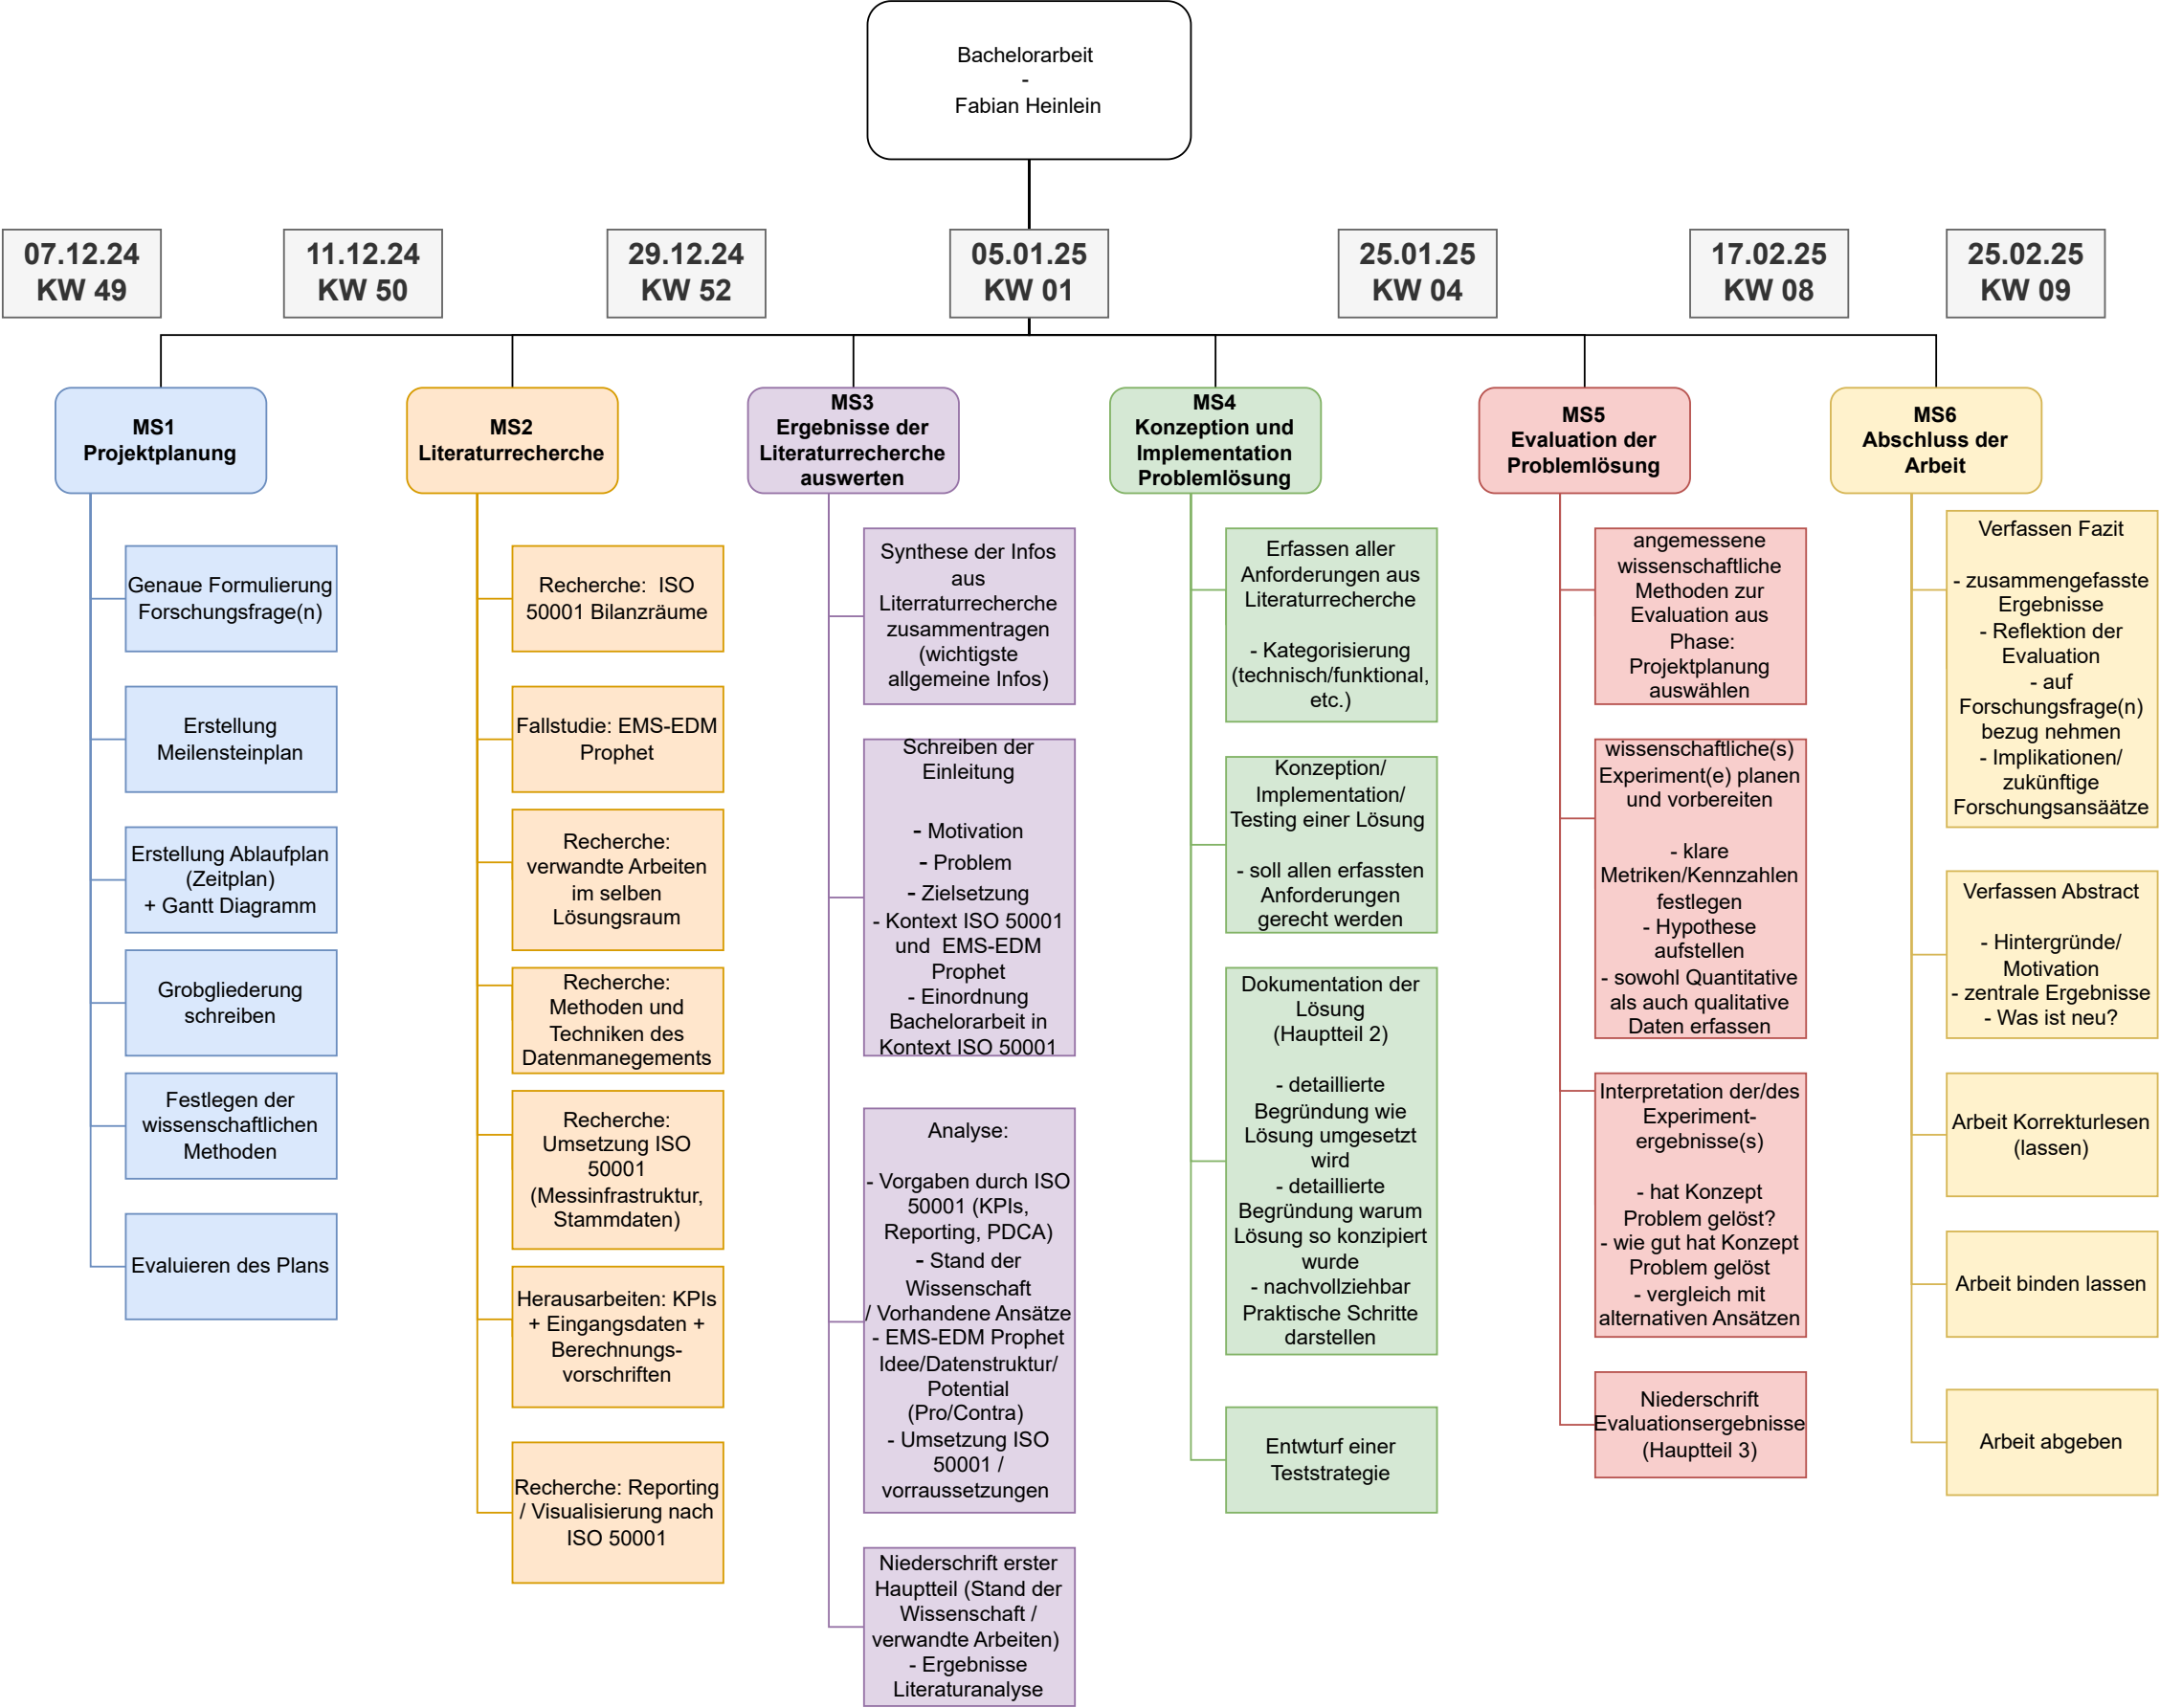 Bachelorarbeit
-
Fabian Heinlein
07.12.24
KW 49
11.12.24
KW 50
29.12.24
KW 52
05.01.25
KW 01
25.01.25
KW 04
17.02.25
KW 08
25.02.25
KW 09
MS1
Projektplanung
Genaue Formulierung
Forschungsfrage(n)
Erstellung
Meilensteinplan
Erstellung Ablaufplan
(Zeitplan)
+ Gantt Diagramm
Grobgliederung
schreiben
Festlegen der
wissenschaftlichen
Methoden
Evaluieren des Plans
MS2
Literaturrecherche
Recherche:  ISO
50001 Bilanzräume
Fallstudie: EMS-EDM
Prophet
Recherche:
verwandte Arbeiten
im selben
Lösungsraum
Recherche:
Methoden und
Techniken des
Datenmanegements
Recherche:
Umsetzung ISO
50001
(Messinfrastruktur,
Stammdaten)
Herausarbeiten: KPIs
+ Eingangsdaten +
Berechnungs-
vorschriften
Recherche: Reporting
/ Visualisierung nach
ISO 50001
MS3
Ergebnisse der
Literaturrecherche
auswerten
Synthese der Infos
aus
Literraturrecherche
zusammentragen
(wichtigste
allgemeine Infos)
Schreiben der
Einleitung
- Motivation
- Problem
- Zielsetzung
- Kontext ISO 50001
und  EMS-EDM
Prophet
- Einordnung
Bachelorarbeit in
Kontext ISO 50001
Analyse:
- Vorgaben durch ISO
50001 (KPIs,
Reporting, PDCA)
- Stand der
Wissenschaft
/ Vorhandene Ansätze
- EMS-EDM Prophet
Idee/Datenstruktur/
Potential
(Pro/Contra)
- Umsetzung ISO
50001 /
vorraussetzungen
Niederschrift erster
Hauptteil (Stand der
Wissenschaft /
verwandte Arbeiten)
- Ergebnisse
Literaturanalyse
MS4
Konzeption und
Implementation
Problemlösung
Erfassen aller
Anforderungen aus
Literaturrecherche
- Kategorisierung
(technisch/funktional,
etc.)
Konzeption/
Implementation/
Testing einer Lösung
- soll allen erfassten
Anforderungen
gerecht werden
Dokumentation der
Lösung
(Hauptteil 2)
- detaillierte
Begründung wie
Lösung umgesetzt
wird
- detaillierte
Begründung warum
Lösung so konzipiert
wurde
- nachvollziehbar
Praktische Schritte
darstellen
Entwturf einer
Teststrategie
MS5
Evaluation der
Problemlösung
angemessene
wissenschaftliche
Methoden zur
Evaluation aus
Phase:
Projektplanung
auswählen
wissenschaftliche(s)
Experiment(e) planen
und vorbereiten
- klare
Metriken/Kennzahlen
festlegen
- Hypothese
aufstellen
- sowohl Quantitative
als auch qualitative
Daten erfassen
Interpretation der/des
Experiment-
ergebnisse(s)
- hat Konzept
Problem gelöst?
- wie gut hat Konzept
Problem gelöst
- vergleich mit
alternativen Ansätzen
Niederschrift
Evaluationsergebnisse
(Hauptteil 3)
MS6
Abschluss der
Arbeit
Verfassen Fazit
- zusammengefasste
Ergebnisse
- Reflektion der
Evaluation
- auf
Forschungsfrage(n)
bezug nehmen
- Implikationen/
zukünftige
Forschungsansäätze
Verfassen Abstract
- Hintergründe/
Motivation
- zentrale Ergebnisse
- Was ist neu?
Arbeit Korrekturlesen
(lassen)
Arbeit binden lassen
Arbeit abgeben